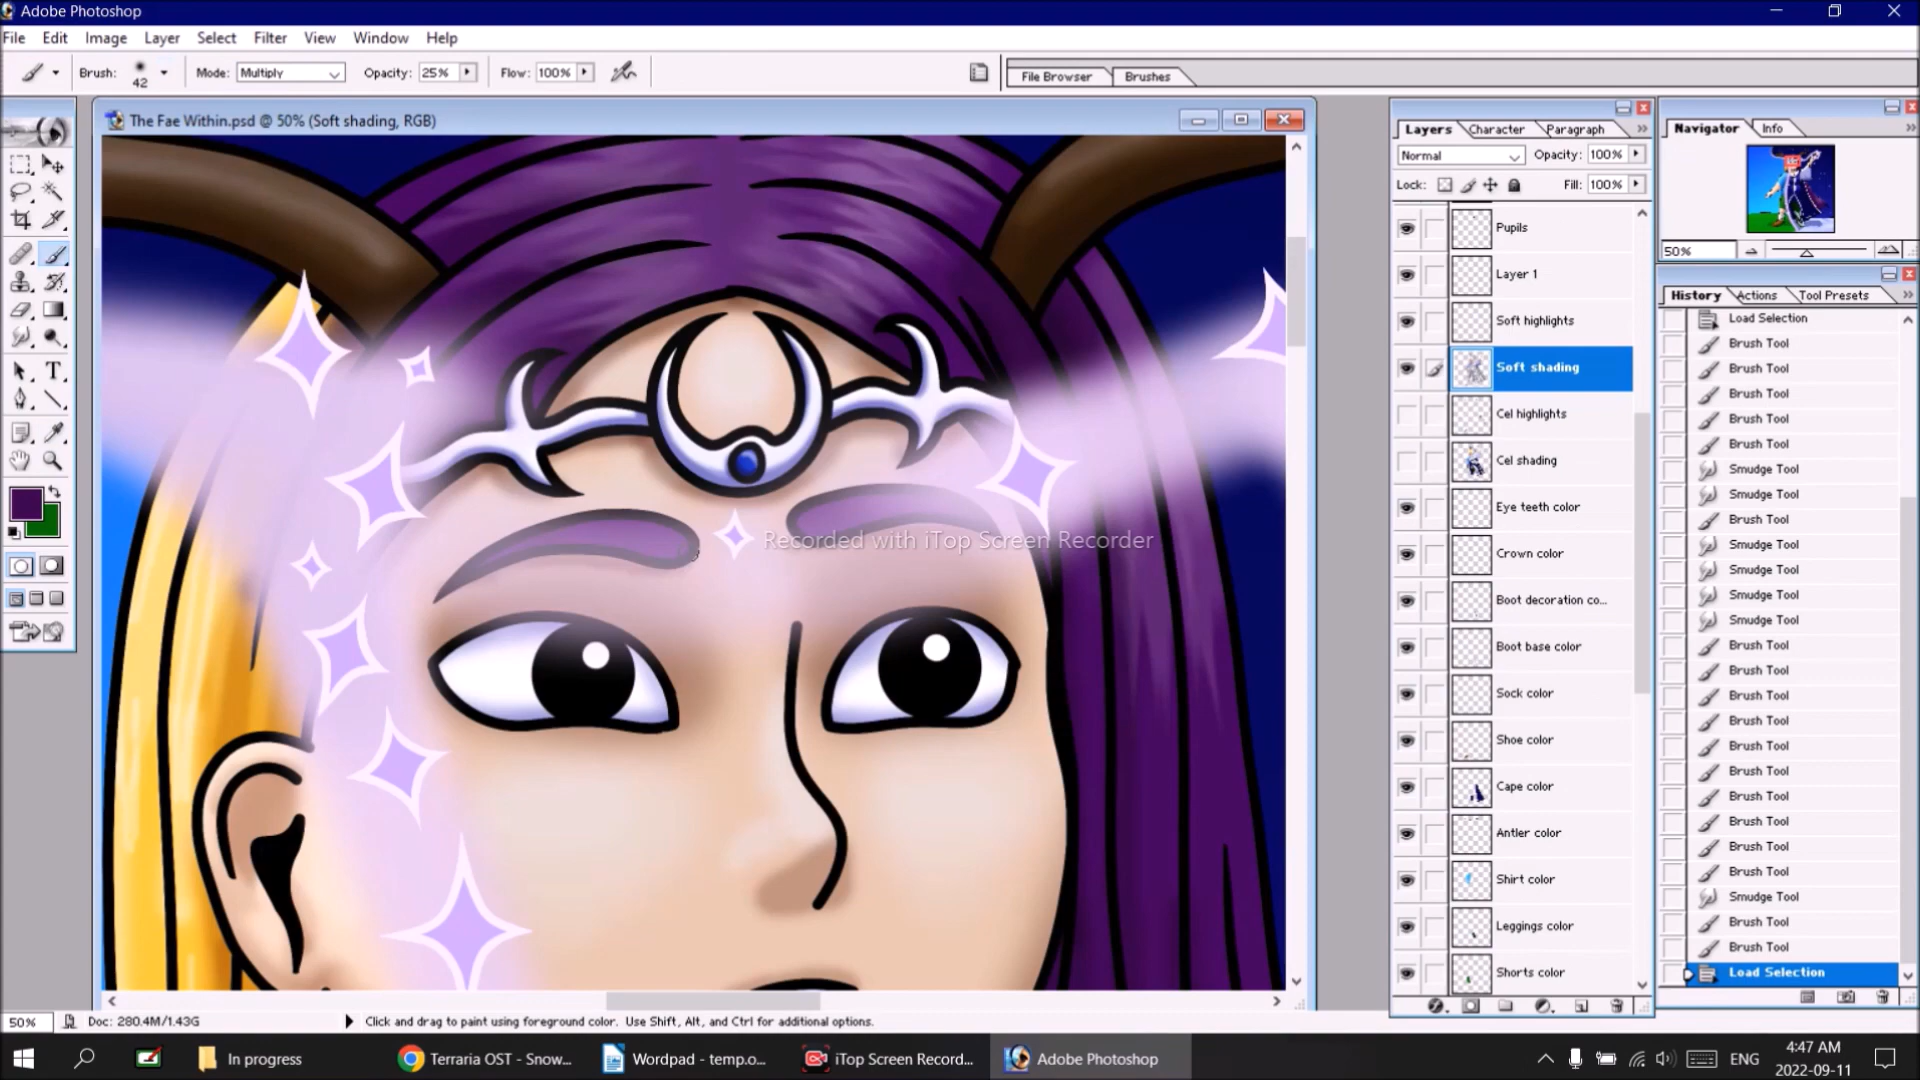 Adobe Photoshop
File Edit Image Layer Select Filter View Window Help
Brush: 42 Mode: Multiply Opacity: 25% Flow: 100% File Browser Brushes
The Fae Within.psd @ 50% (Soft shading, RGB)
Layers Character Paragraph
Normal Opacity: 100%
Lock: Fill: 100%
Pupils
Layer 1
Soft highlights
Soft shading
Cel highlights
Cel shading
Eye teeth color
Crown color
Boot decoration co...
Boot base color
Sock color
Shoe color
Cape color
Antler color
Shirt color
Leggings color
Shorts color
Navigator Info
50%
History Actions Tool Presets
Load Selection
Brush Tool
Brush Tool
Brush Tool
Brush Tool
Brush Tool
Smudge Tool
Smudge Tool
Brush Tool
Smudge Tool
Smudge Tool
Smudge Tool
Smudge Tool
Brush Tool
Brush Tool
Brush Tool
Brush Tool
Brush Tool
Brush Tool
Brush Tool
Brush Tool
Brush Tool
Brush Tool
Smudge Tool
Brush Tool
Brush Tool
Load Selection
Recorded with iTop Screen Recorder
50% Doc: 280.4M/1.43G Click and drag to paint using foreground color. Use Shift, Alt, and Ctrl for additional options.
In progress Terraria OST - Snow... Wordpad - temp.o... iTop Screen Record... Adobe Photoshop ENG 4:47 AM
2022-09-11